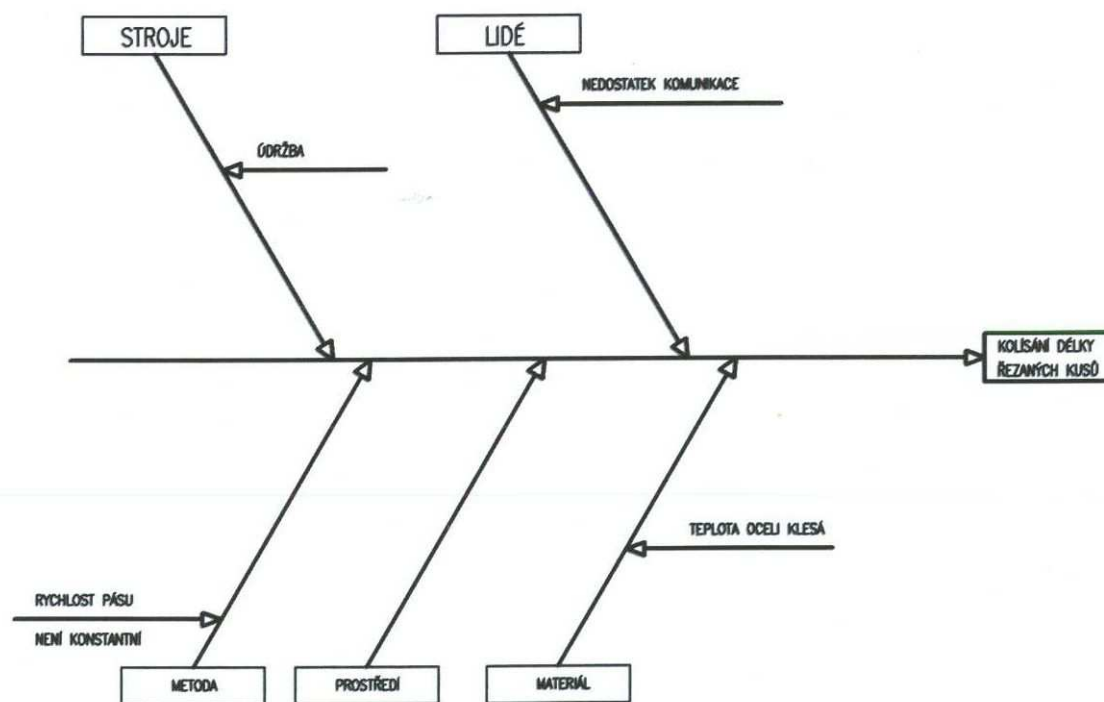 STROJE
LIDÉ
NEDOSTATEK KOMUNIKACE
ÚDRŽBA
KOLÍSÁNÍ DÉLKY
ŘEZANÝCH KUSŮ
TEPLOTA OCELI KLESÁ
RYCHLOST PÁSU
NENÍ KONSTANTNÍ
METODA
PROSTŘEDÍ
MATERIÁL